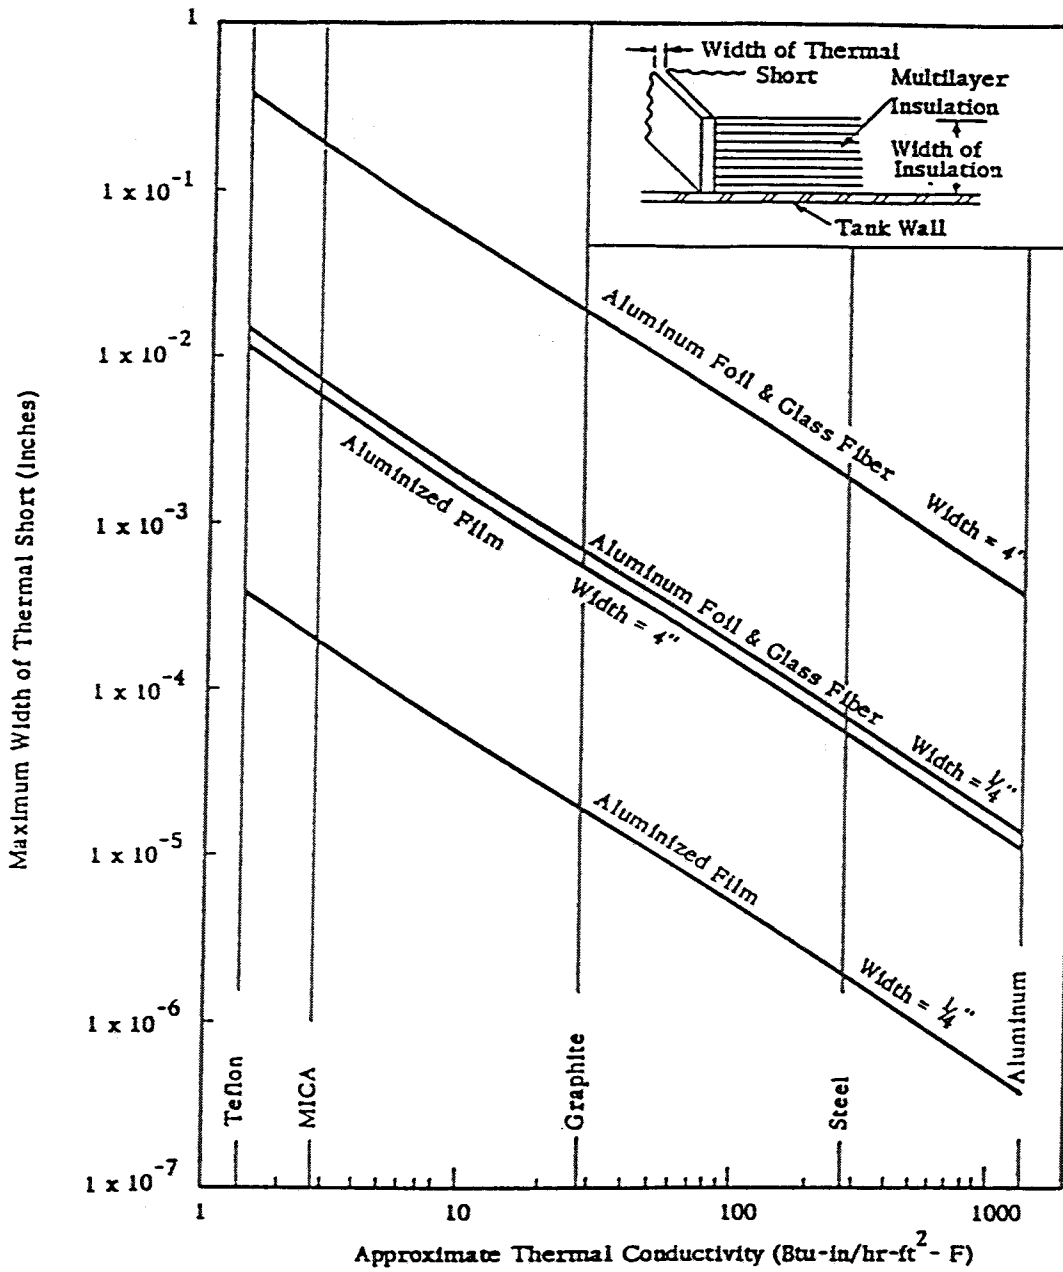 1
1 x 10-1
1 x 10-2
1 x 10-3
1 x 10-4
1 x 10-5
1 x 10-6
1 x 10-7
Maximum Width of Thermal Short (Inches)
Width of Thermal
Short
Multilayer
Insulation
Width of
Insulation
Tank Wall
Aluminum Foil & Glass Fiber
Width = 4"
Aluminized Film
Width = 4"
Aluminum Foil & Glass Fiber
Width = 1/4"
Aluminized Film
Width = 1/4"
Teflon
MICA
Graphite
Steel
Aluminum
1
10
100
1000
Approximate Thermal Conductivity (Btu-in/hr-ft2- F)